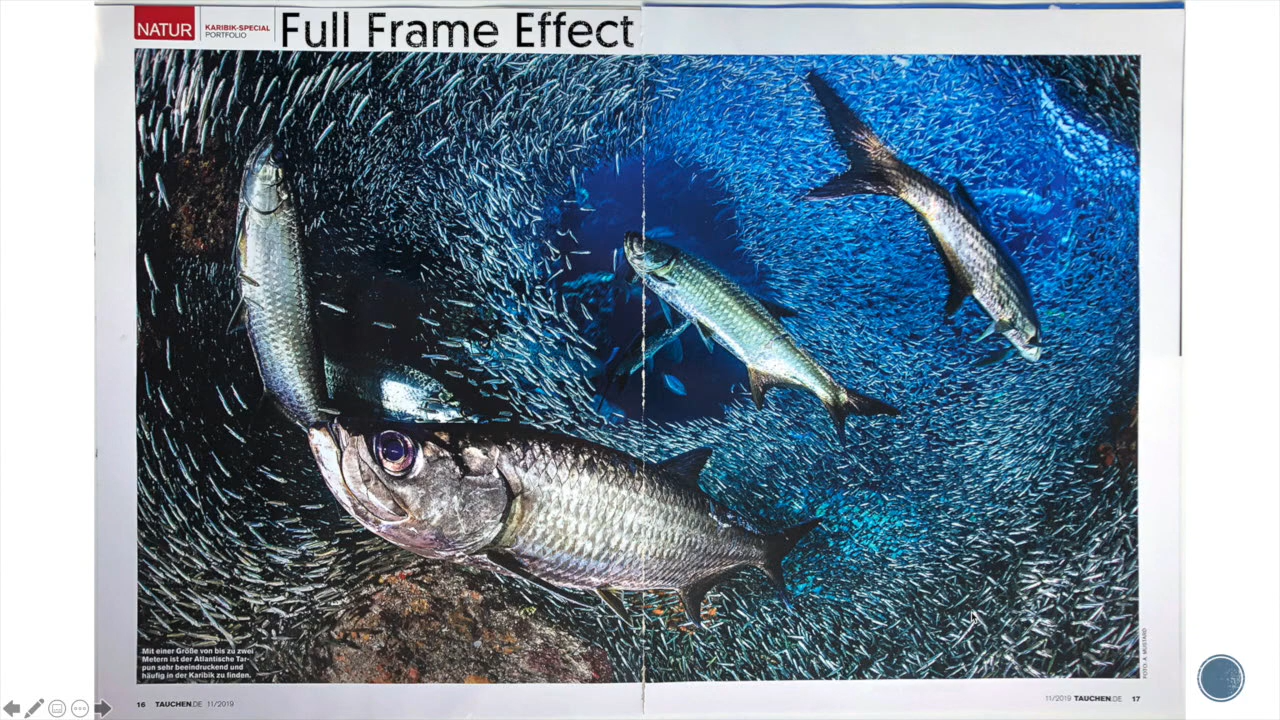 NATUR
KARIBIK-SPECIAL
PORTFOLIO
Full Frame Effect
Mit einer Größe von bis zu zwei
Metern ist der Atlantische Tar-
pun sehr beeindruckend und
häufig in der Karibik zu finden.
FOTO: A. MUSTARD
16 TAUCHEN.DE 11/2019
11/2019 TAUCHEN.DE 17